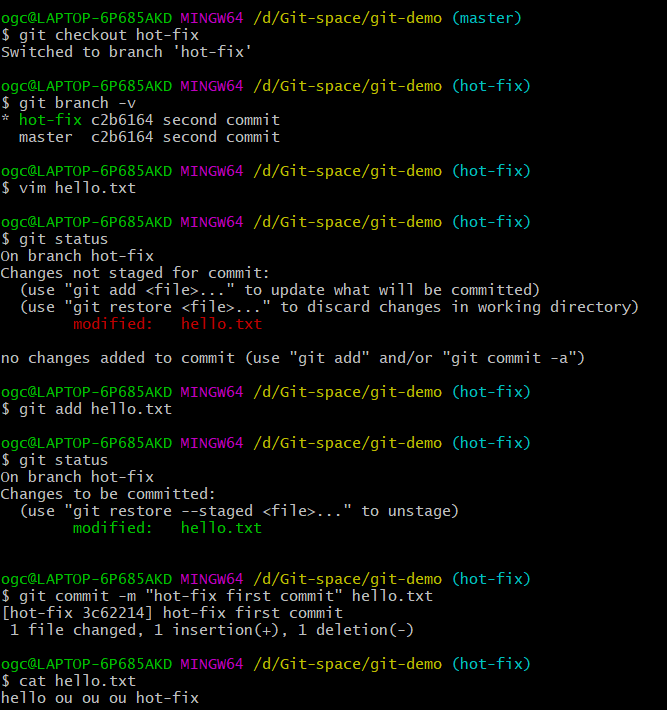 ogc@LAPTOP-6P685AKD MINGW64 /d/Git-space/git-demo (master)
$ git checkout hot-fix
Switched to branch 'hot-fix'

ogc@LAPTOP-6P685AKD MINGW64 /d/Git-space/git-demo (hot-fix)
$ git branch -v
* hot-fix c2b6164 second commit
  master  c2b6164 second commit

ogc@LAPTOP-6P685AKD MINGW64 /d/Git-space/git-demo (hot-fix)
$ vim hello.txt

ogc@LAPTOP-6P685AKD MINGW64 /d/Git-space/git-demo (hot-fix)
$ git status
On branch hot-fix
Changes not staged for commit:
  (use "git add <file>..." to update what will be committed)
  (use "git restore <file>..." to discard changes in working directory)
        modified:   hello.txt

no changes added to commit (use "git add" and/or "git commit -a")

ogc@LAPTOP-6P685AKD MINGW64 /d/Git-space/git-demo (hot-fix)
$ git add hello.txt

ogc@LAPTOP-6P685AKD MINGW64 /d/Git-space/git-demo (hot-fix)
$ git status
On branch hot-fix
Changes to be committed:
  (use "git restore --staged <file>..." to unstage)
        modified:   hello.txt


ogc@LAPTOP-6P685AKD MINGW64 /d/Git-space/git-demo (hot-fix)
$ git commit -m "hot-fix first commit" hello.txt
[hot-fix 3c62214] hot-fix first commit
 1 file changed, 1 insertion(+), 1 deletion(-)

ogc@LAPTOP-6P685AKD MINGW64 /d/Git-space/git-demo (hot-fix)
$ cat hello.txt
hello ou ou ou hot-fix